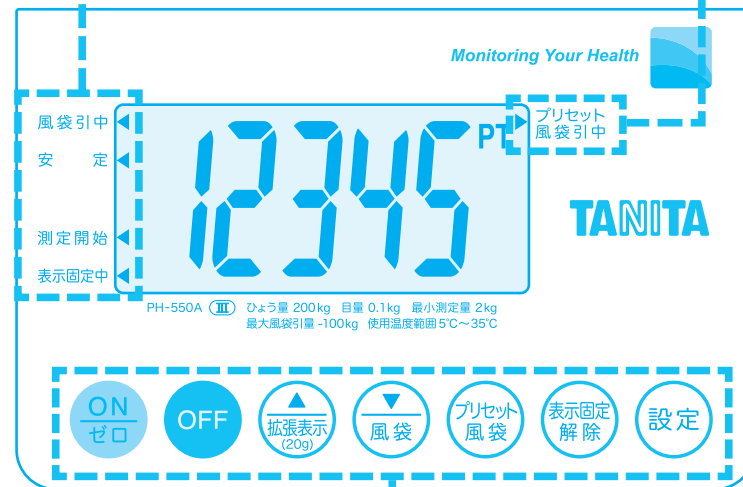 Monitoring Your Health
風袋引中
安 定
測定開始
表示固定中
12345
PT
プリセット
風袋引中
TANITA
PH-550A Ⅲ ひょう量 200kg 目量 0.1kg 最小測定量 2kg
最大風袋引量 -100kg 使用温度範囲 5℃～35℃
ON
ゼロ
OFF
拡張表示
(20g)
風袋
プリセット
風袋
表示固定
解除
設定